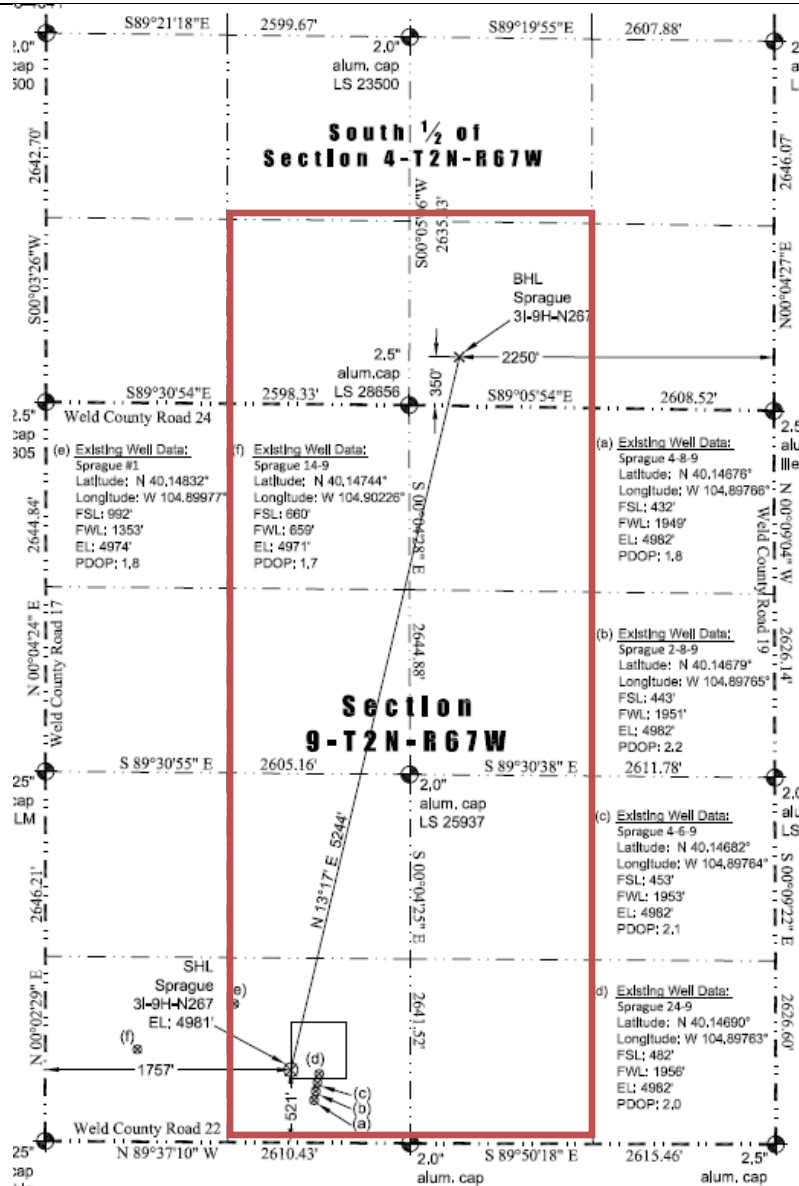 S89°21'18"E 2599.67' S89°19'55"E 2607.88'
2.0"
alum. cap
LS 23500
South ½ of
Section 4-T2N-R67W
2642.70'
S00°03'26"W
2646.07'
N00°04'27"E
BHL
Sprague
3I-9H-N267
2250'
350'
2.5"
alum.cap
LS 28656
S89°30'54"E 2598.33' S89°05'54"E 2608.52'
Weld County Road 24
(e) Existing Well Data:
Sprague #1
Latitude: N 40.14832°
Longitude: W 104.89977°
FSL: 992'
FWL: 1353'
EL: 4974'
PDOP: 1.8
(f) Existing Well Data:
Sprague 14-9
Latitude: N 40.14744°
Longitude: W 104.90226°
FSL: 660'
FWL: 659'
EL: 4971'
PDOP: 1.7
(a) Existing Well Data:
Sprague 4-8-9
Latitude: N 40.14676°
Longitude: W 104.89766°
FSL: 432'
FWL: 1949'
EL: 4982'
PDOP: 1.8
2644.84'
N 00°04'24" E
Weld County Road 17
S 00°04'28" E
2644.88'
N 00°09'04" W
Weld County Road 19
2626.14'
(b) Existing Well Data:
Sprague 2-8-9
Latitude: N 40.14679°
Longitude: W 104.89765°
FSL: 443'
FWL: 1951'
EL: 4982'
PDOP: 2.2
Section
9-T2N-R67W
S 89°30'55" E 2605.16' S 89°30'38" E 2611.78'
2.0"
alum. cap
LS 25937
N 13°17' E 5244'
(c) Existing Well Data:
Sprague 4-6-9
Latitude: N 40.14682°
Longitude: W 104.89764°
FSL: 453'
FWL: 1953'
EL: 4982'
PDOP: 2.1
2646.21'
N 00°02'29" E
S 00°04'25" E
2641.52'
S 00°09'22" E
2626.60'
SHL
Sprague
3I-9H-N267
EL: 4981'
(e)
(f)
1757'
521'
(d)
(c)
(b)
(a)
d) Existing Well Data:
Sprague 24-9
Latitude: N 40.14690°
Longitude: W 104.89763°
FSL: 482'
FWL: 1956'
EL: 4982'
PDOP: 2.0
Weld County Road 22
N 89°37'10" W 2610.43' S 89°50'18" E 2615.46'
2.0"
alum. cap
2.5"
alum. cap